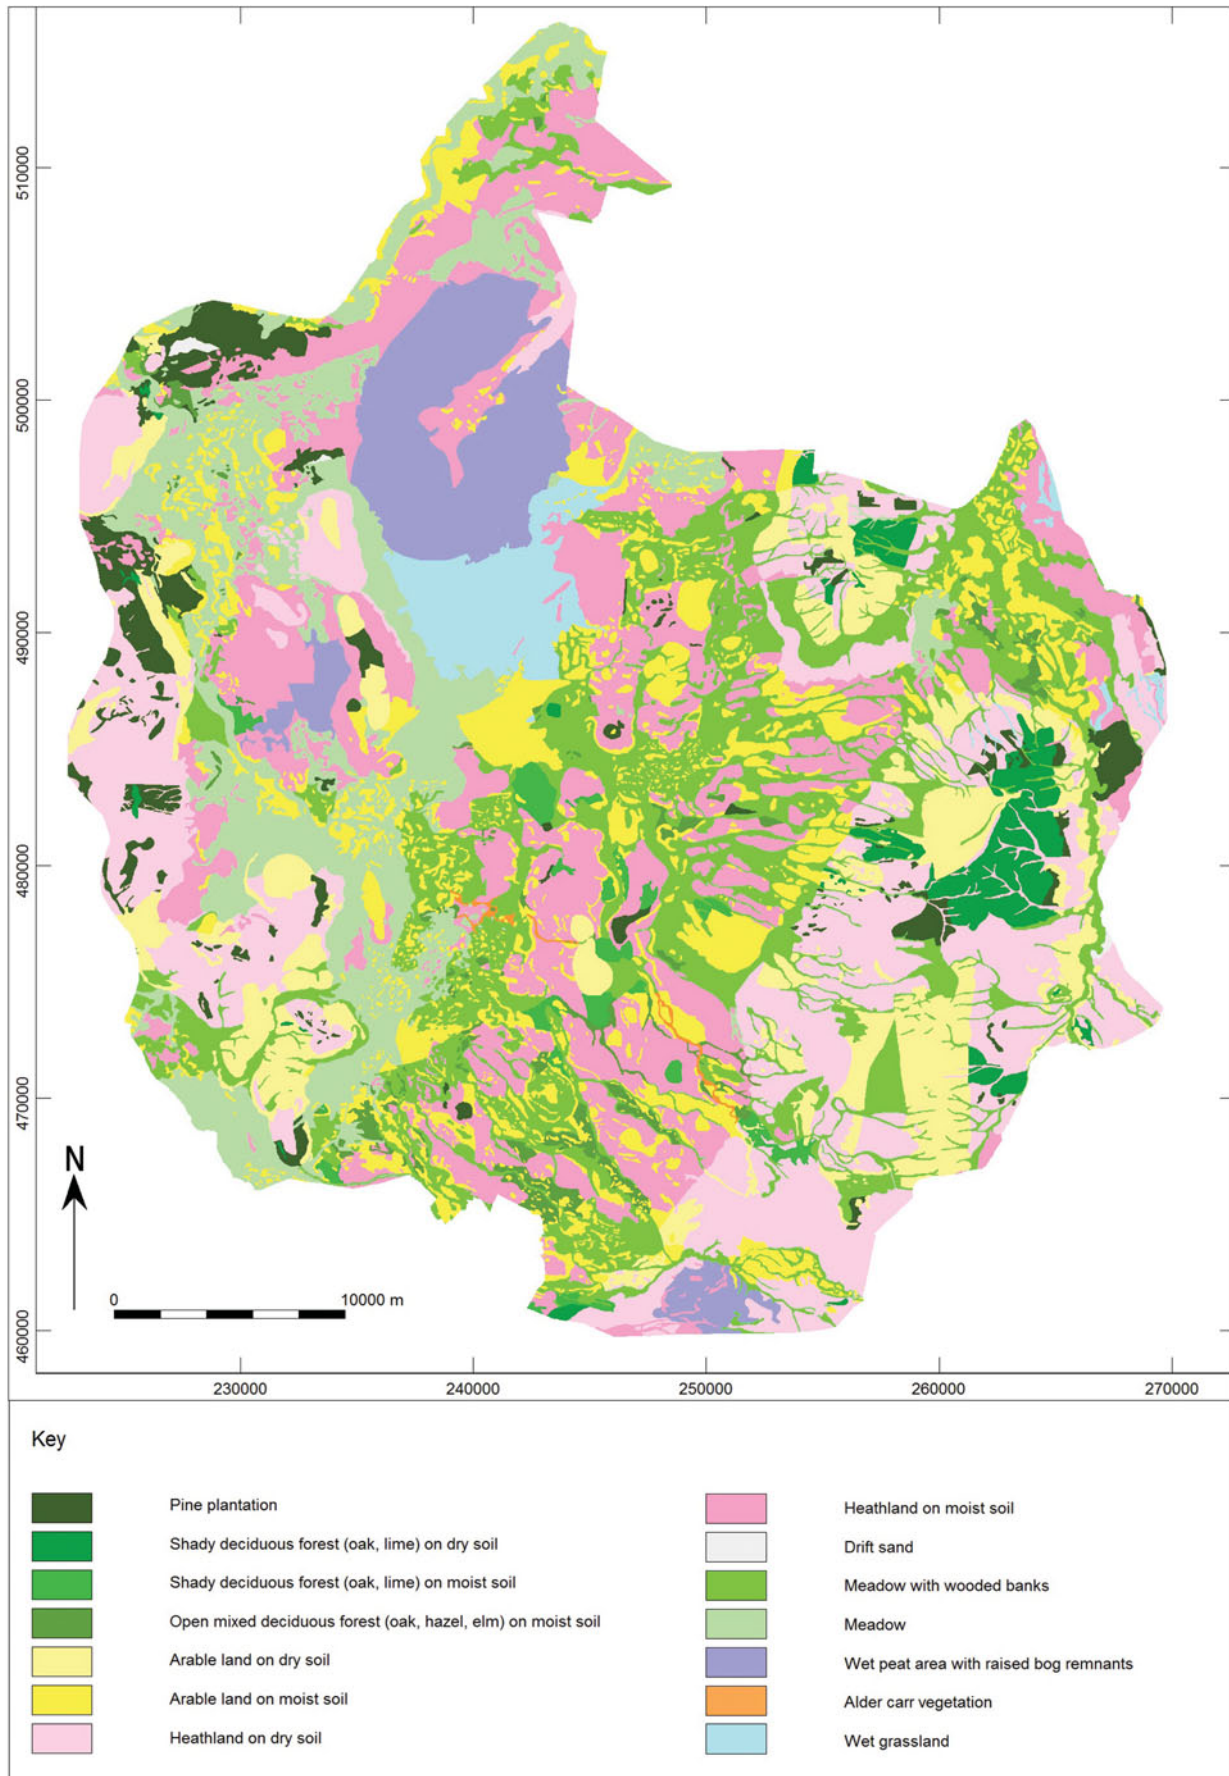 510000
500000
490000
480000
470000
460000
N
0 10000 m
230000 240000 250000 260000 270000
Key
Pine plantation
Shady deciduous forest (oak, lime) on dry soil
Shady deciduous forest (oak, lime) on moist soil
Open mixed deciduous forest (oak, hazel, elm) on moist soil
Arable land on dry soil
Arable land on moist soil
Heathland on dry soil
Heathland on moist soil
Drift sand
Meadow with wooded banks
Meadow
Wet peat area with raised bog remnants
Alder carr vegetation
Wet grassland